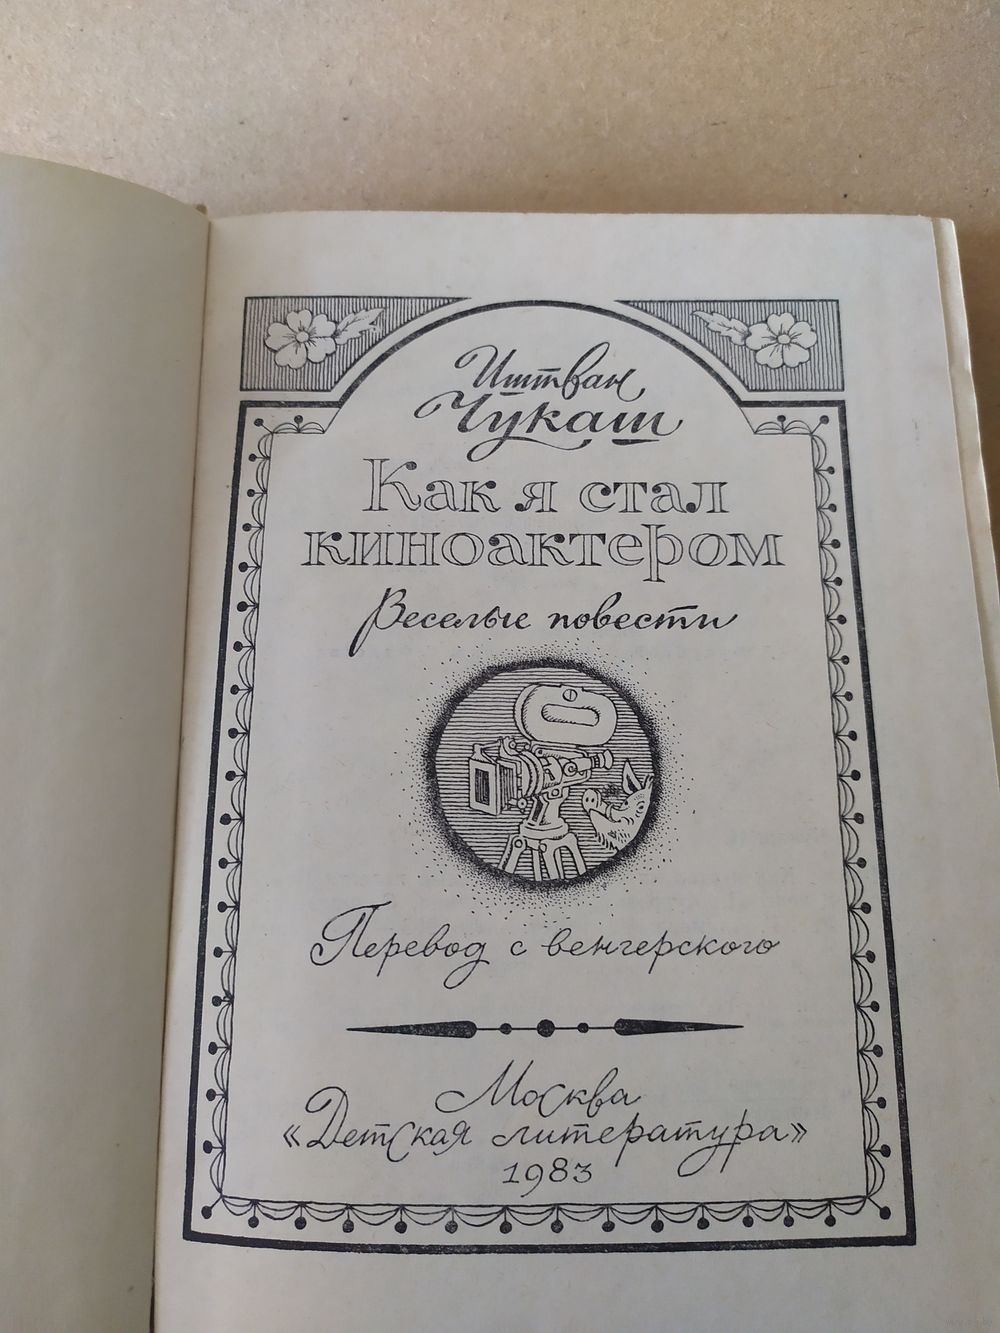 Иштван
Чукаш
Как я стал
киноактером
Веселые повести
Перевод с венгерского
Москва
«Детская литература»
1983